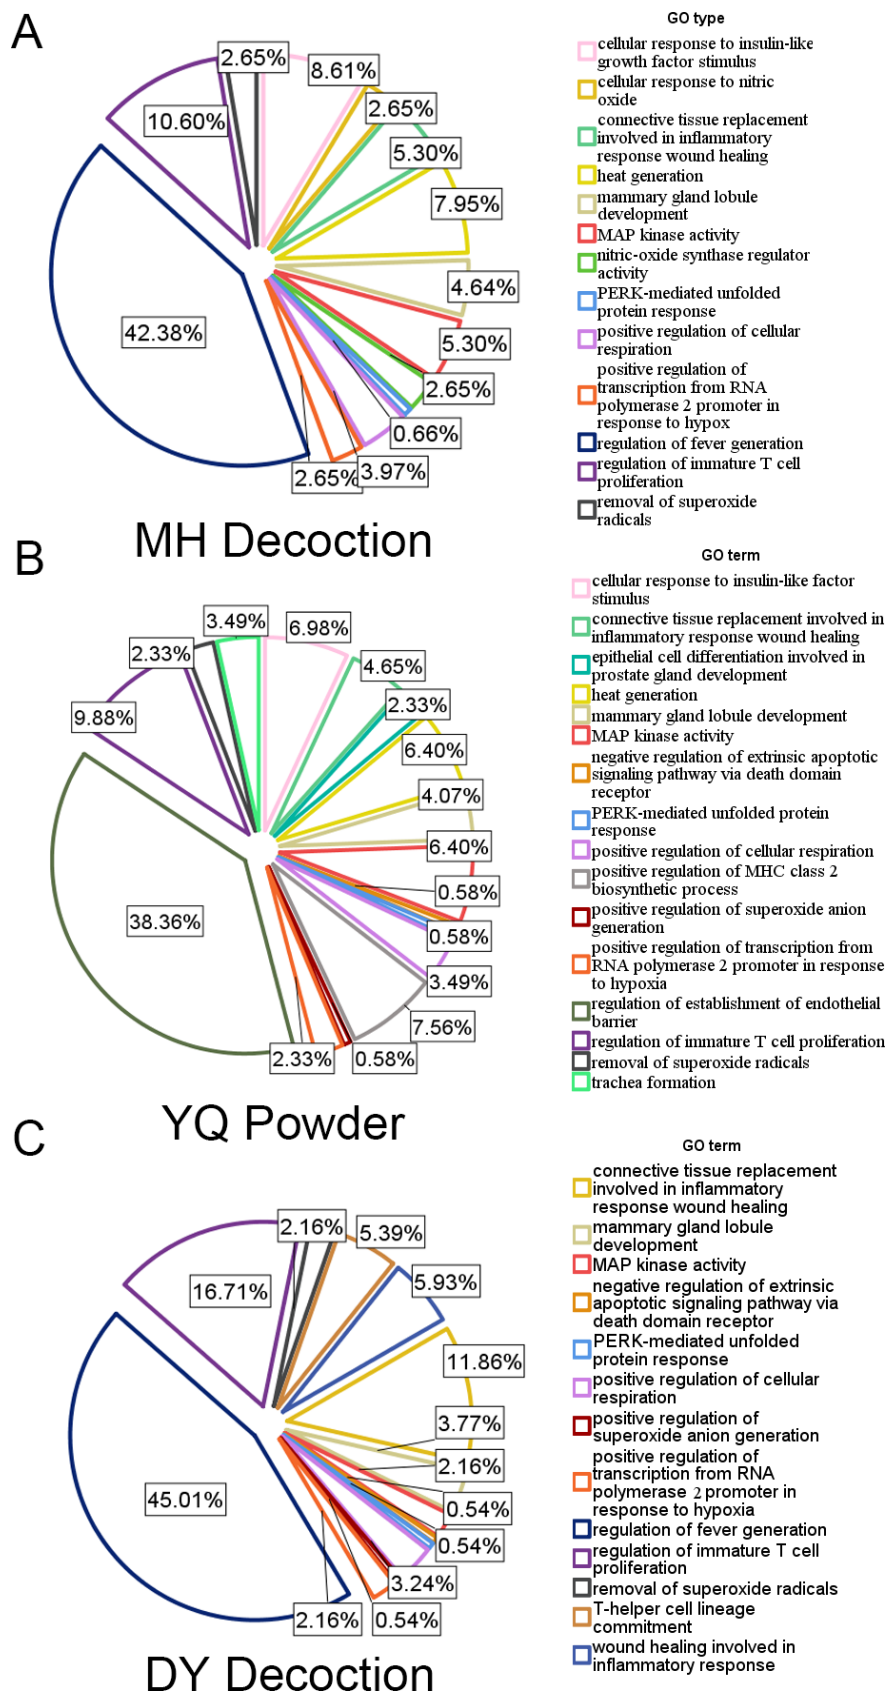 A
GO type
2.65%
8.61%
2.65%
10.60%
5.30%
7.95%
4.64%
42.38%
5.30%
2.65%
0.66%
3.97%
2.65%
cellular response to insulin-like
growth factor stimulus
cellular response to nitric
oxide
connective tissue replacement
involved in inflammatory
response wound healing
heat generation
mammary gland lobule
development
MAP kinase activity
nitric-oxide synthase regulator
activity
PERK-mediated unfolded
protein response
positive regulation of cellular
respiration
positive regulation of
transcription from RNA
polymerase 2 promoter in
response to hypox
regulation of fever generation
regulation of immature T cell
proliferation
removal of superoxide
radicals
MH Decoction
B
GO term
3.49%
6.98%
2.33%
4.65%
2.33%
9.88%
6.40%
4.07%
6.40%
0.58%
38.36%
0.58%
3.49%
7.56%
2.33%
0.58%
cellular response to insulin-like factor
stimulus
connective tissue replacement involved in
inflammatory response wound healing
epithelial cell differentiation involved in
prostate gland development
heat generation
mammary gland lobule development
MAP kinase activity
negative regulation of extrinsic apoptotic
signaling pathway via death domain
receptor
PERK-mediated unfolded protein
response
positive regulation of cellular respiration
positive regulation of MHC class 2
biosynthetic process
positive regulation of superoxide anion
generation
positive regulation of transcription from
RNA polymerase 2 promoter in response
to hypoxia
regulation of establishment of endothelial
barrier
regulation of immature T cell proliferation
removal of superoxide radicals
trachea formation
YQ Powder
C
GO term
2.16%
5.39%
16.71%
5.93%
11.86%
3.77%
2.16%
45.01%
0.54%
0.54%
3.24%
2.16%
0.54%
connective tissue replacement
involved in inflammatory
response wound healing
mammary gland lobule
development
MAP kinase activity
negative regulation of extrinsic
apoptotic signaling pathway via
death domain receptor
PERK-mediated unfolded
protein response
positive regulation of cellular
respiration
positive regulation of
superoxide anion generation
positive regulation of
transcription from RNA
polymerase 2 promoter in
response to hypoxia
regulation of fever generation
regulation of immature T cell
proliferation
removal of superoxide radicals
T-helper cell lineage
commitment
wound healing involved in
inflammatory response
DY Decoction